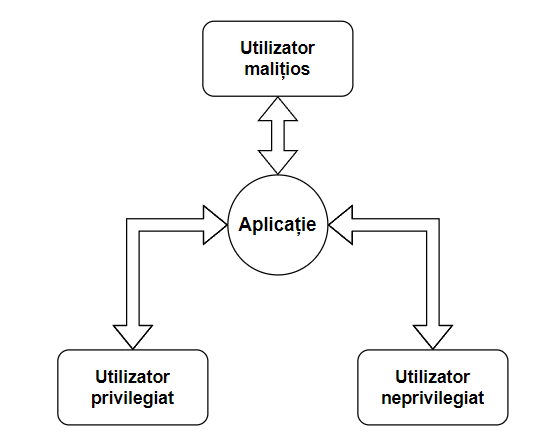 Utilizator
malițios
Aplicație
Utilizator
privilegiat
Utilizator
neprivilegiat